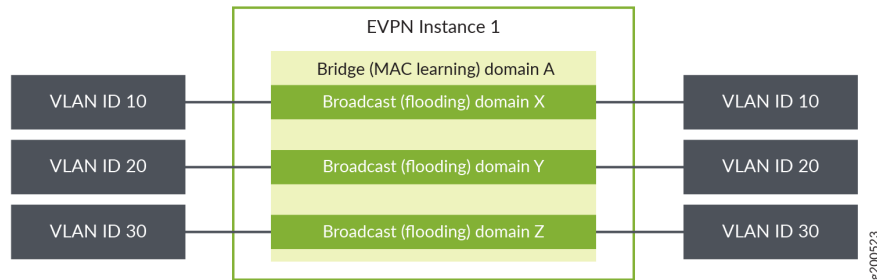 EVPN Instance 1
Bridge (MAC learning) domain A
VLAN ID 10
Broadcast (flooding) domain X
VLAN ID 10
VLAN ID 20
Broadcast (flooding) domain Y
VLAN ID 20
VLAN ID 30
Broadcast (flooding) domain Z
VLAN ID 30
g200523